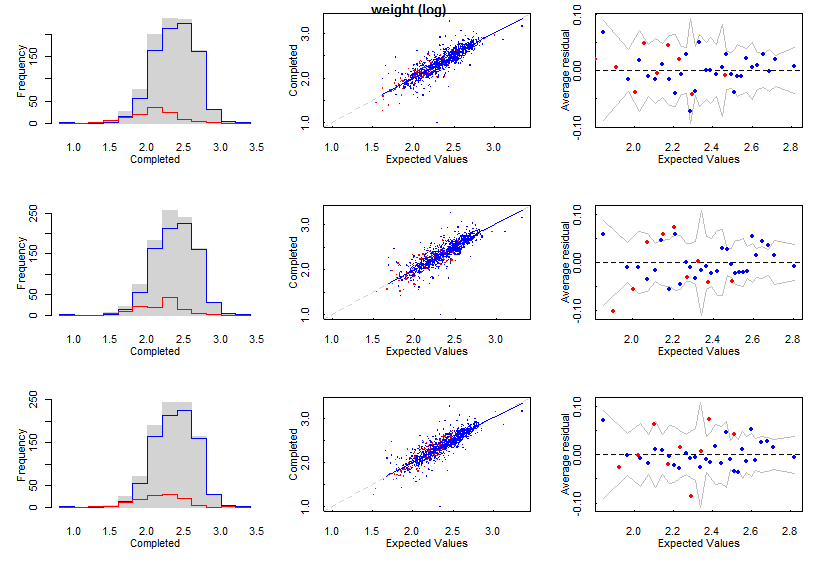 weight (log)
Frequency
0 50 150
1.0 1.5 2.0 2.5 3.0 3.5
Completed
Completed
1.0 2.0 3.0
1.0 1.5 2.0 2.5 3.0
Expected Values
Average residual
-0.10 0.00 0.10
2.0 2.2 2.4 2.6 2.8
Expected Values
Frequency
0 50 150 250
1.0 1.5 2.0 2.5 3.0 3.5
Completed
Completed
1.0 2.0 3.0
1.0 1.5 2.0 2.5 3.0
Expected Values
Average residual
-0.10 0.00 0.10
2.0 2.2 2.4 2.6 2.8
Expected Values
Frequency
0 50 150 250
1.0 1.5 2.0 2.5 3.0 3.5
Completed
Completed
1.0 2.0 3.0
1.0 1.5 2.0 2.5 3.0
Expected Values
Average residual
-0.10 0.00 0.10
2.0 2.2 2.4 2.6 2.8
Expected Values